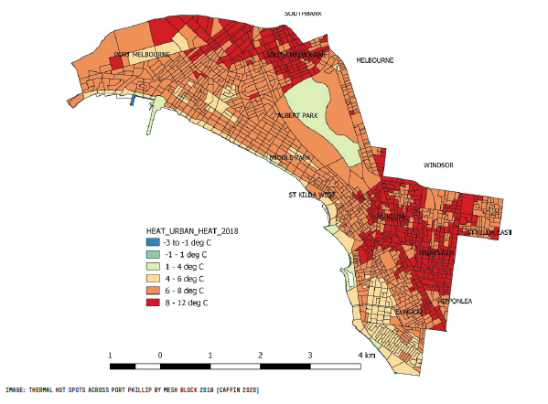 SOUTHBANK
PORT MELBOURNE
SOUTH MELBOURNE
MELBOURNE
ALBERT PARK
MIDDLE PARK
WINDSOR
ST KILDA WEST
ST KILDA
ST KILDA EAST
BALACLAVA
RIPPONLEA
ELWOOD
HEAT_URBAN_HEAT_2018
-3 to -1 deg C
-1 - 1 deg C
1 - 4 deg C
4 - 6 deg C
6 - 8 deg C
8 - 12 deg C
1 0 1 2 3 4 km
IMAGE: THERMAL HOT SPOTS ACROSS PORT PHILLIP BY MESH BLOCK 2018 (CAFFIN 2020)